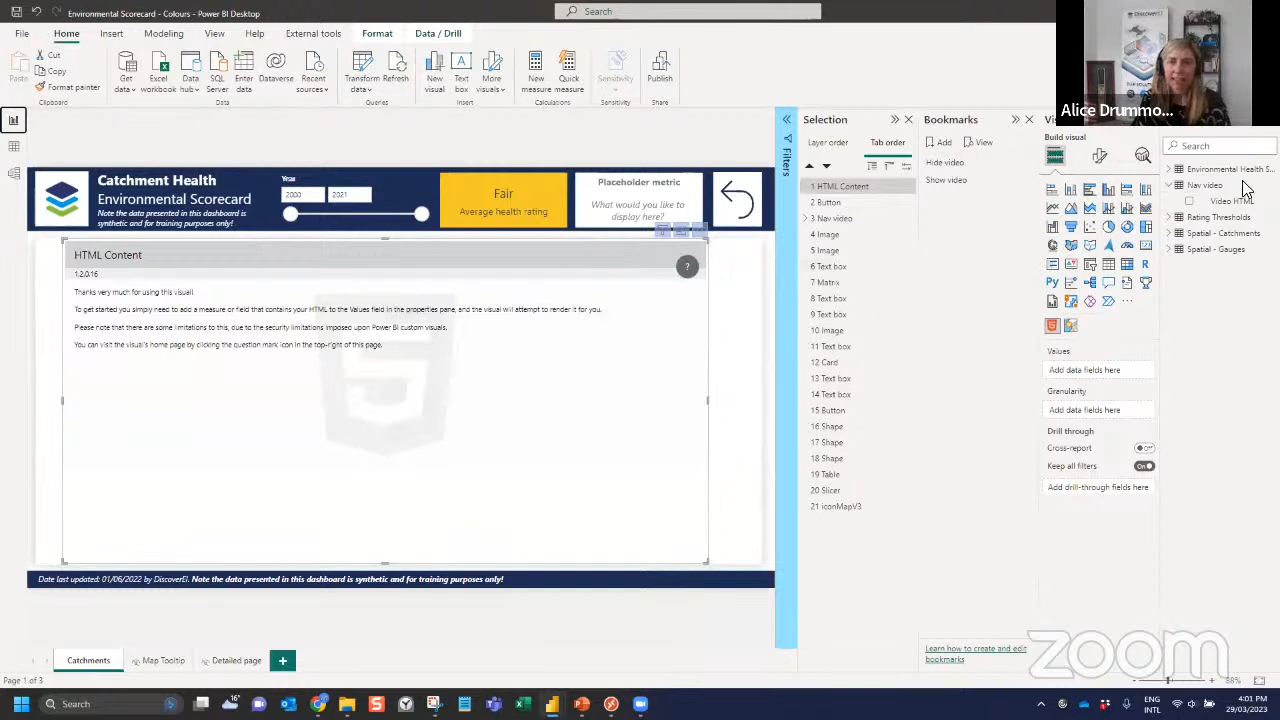 Environmental Scorecard - Colours - Power BI Desktop
Search
File Home Insert Modeling View Help External tools Format Data / Drill
Paste
Cut
Copy
Format painter
Get data
Excel workbook
Data hub
SQL Server
Enter data
Dataverse
Recent sources
Transform data
Refresh
New visual
Text box
More visuals
New measure
Quick measure
Sensitivity
Publish
Clipboard Data Queries Insert Calculations Sensitivity Share
Alice Drummo...
Catchment Health
Environmental Scorecard
Note the data presented in this dashboard is
synthetic and for training purposes only!
Year
2000 2021
Fair
Average health rating
Placeholder metric
What would you like to
display here?
HTML Content
1.2.0.16
Thanks very much for using this visual!
To get started you simply need to add a measure or field that contains your HTML to the Values field in the properties pane, and the visual will attempt to render it for you.
Please note that there are some limitations to this, due to the security limitations imposed upon Power BI custom visuals.
You can visit the visual's home page by clicking the question mark icon in the top-right of this page.
?
Date last updated: 01/06/2022 by DiscoverEI. Note the data presented in this dashboard is synthetic and for training purposes only!
Filters
Selection
Layer order Tab order
1 HTML Content
2 Button
3 Nav video
4 Image
5 Image
6 Text box
7 Matrix
8 Text box
9 Text box
10 Image
11 Text box
12 Card
13 Text box
14 Text box
15 Button
16 Shape
17 Shape
18 Shape
19 Table
20 Slicer
21 iconMapV3
Bookmarks
Add View
Hide video
Show video
Learn how to create and edit
bookmarks
Build visual
R
Py
Values
Add data fields here
Granularity
Add data fields here
Drill through
Cross-report Off
Keep all filters On
Add drill-through fields here
Search
Environmental Health S...
Nav video
Video HTML
Rating Thresholds
Spatial - Catchments
Spatial - Gauges
zoom
Catchments Map Tooltip Detailed page +
Page 1 of 3
- + 88%
Search
16°
ENG
INTL
4:01 PM
29/03/2023